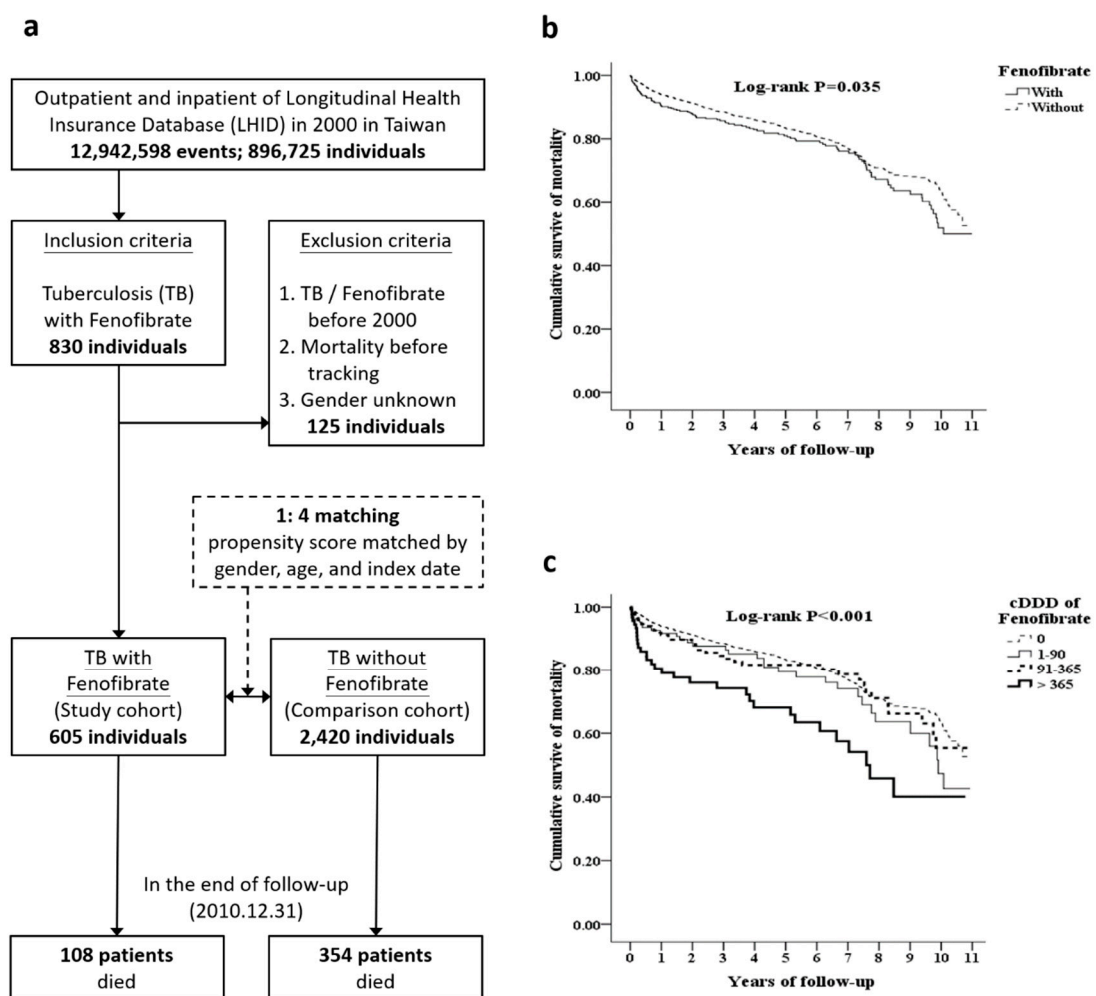 a
Outpatient and inpatient of Longitudinal Health
Insurance Database (LHID) in 2000 in Taiwan
12,942,598 events; 896,725 individuals
Inclusion criteria
Tuberculosis (TB)
with Fenofibrate
830 individuals
Exclusion criteria
1. TB / Fenofibrate
before 2000
2. Mortality before
tracking
3. Gender unknown
125 individuals
1: 4 matching
propensity score matched by
gender, age, and index date
TB with
Fenofibrate
(Study cohort)
605 individuals
TB without
Fenofibrate
(Comparison cohort)
2,420 individuals
In the end of follow-up
(2010.12.31)
108 patients
died
354 patients
died
b
Log-rank P=0.035
Fenofibrate
With
Without
Cumulative survive of mortality
1.00
0.80
0.60
0.40
0.20
0.00
0 1 2 3 4 5 6 7 8 9 10 11
Years of follow-up
c
Log-rank P<0.001
cDDD of
Fenofibrate
0
1-90
91-365
> 365
Cumulative survive of mortality
1.00
0.80
0.60
0.40
0.20
0.00
0 1 2 3 4 5 6 7 8 9 10 11
Years of follow-up